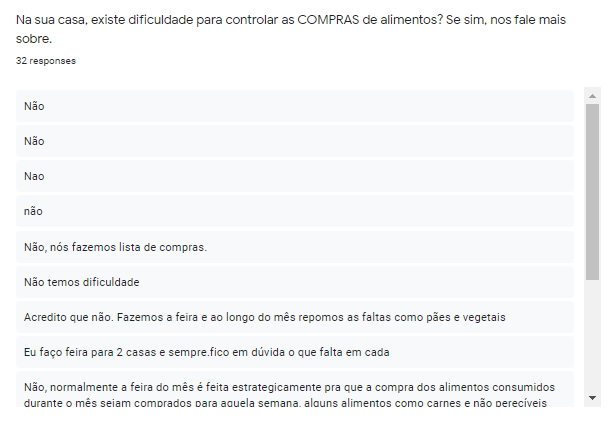 Na sua casa, existe dificuldade para controlar as COMPRAS de alimentos? Se sim, nos fale mais
sobre.
32 responses
Não
Não
Nao
não
Não, nós fazemos lista de compras.
Não temos dificuldade
Acredito que não. Fazemos a feira e ao longo do mês repomos as faltas como pães e vegetais
Eu faço feira para 2 casas e sempre.fico em dúvida o que falta em cada
Não, normalmente a feira do mês é feita estrategicamente pra que a compra dos alimentos consumidos
durante o mês sejam comprados para aquela semana, alguns alimentos como carnes e não perecíveis